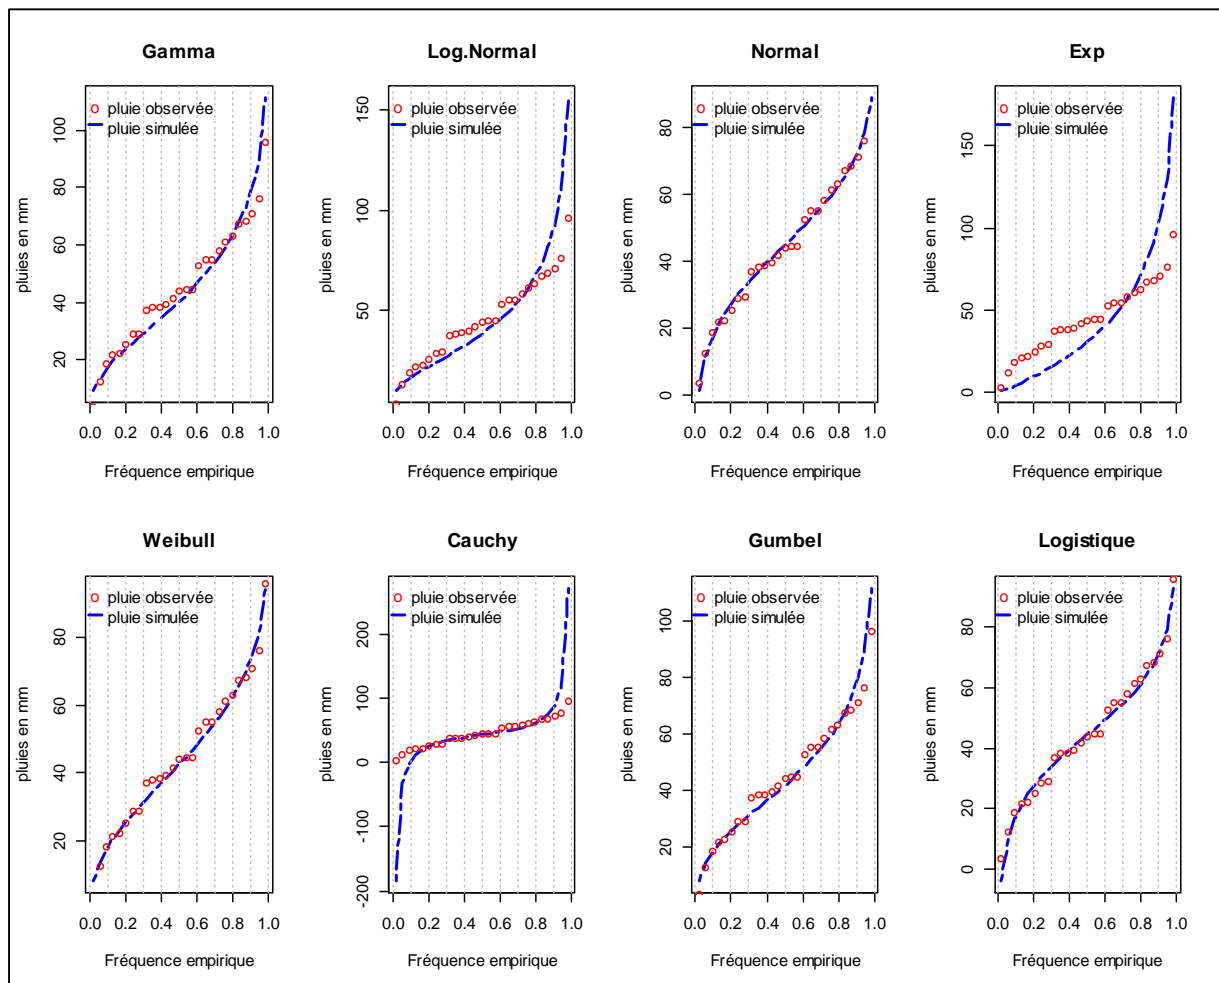 Gamma
Log.Normal
Normal
Exp
pluie observée
pluie simulée
pluie observée
pluie simulée
pluie observée
pluie simulée
pluie observée
pluie simulée
pluies en mm
20 40 60 80 100
pluies en mm
50 100 150
pluies en mm
0 20 40 60 80
pluies en mm
0 50 100 150
0.0 0.2 0.4 0.6 0.8 1.0
0.0 0.2 0.4 0.6 0.8 1.0
0.0 0.2 0.4 0.6 0.8 1.0
0.0 0.2 0.4 0.6 0.8 1.0
Fréquence empirique
Fréquence empirique
Fréquence empirique
Fréquence empirique
Weibull
Cauchy
Gumbel
Logistique
pluie observée
pluie simulée
pluie observée
pluie simulée
pluie observée
pluie simulée
pluie observée
pluie simulée
pluies en mm
20 40 60 80
pluies en mm
-200 -100 0 100 200
pluies en mm
20 40 60 80 100
pluies en mm
0 20 40 60 80
0.0 0.2 0.4 0.6 0.8 1.0
0.0 0.2 0.4 0.6 0.8 1.0
0.0 0.2 0.4 0.6 0.8 1.0
0.0 0.2 0.4 0.6 0.8 1.0
Fréquence empirique
Fréquence empirique
Fréquence empirique
Fréquence empirique